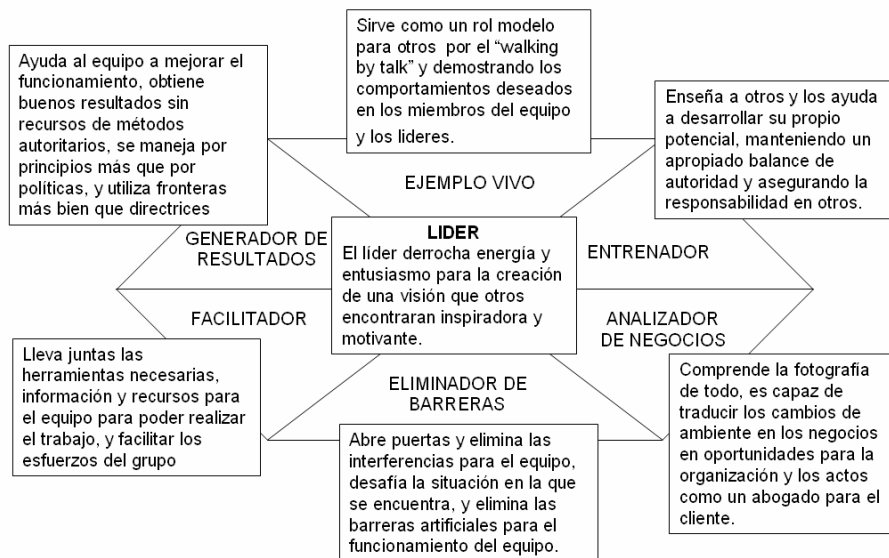 Sirve como un rol modelo
para otros por el “walking
by talk” y demostrando los
comportamientos deseados
en los miembros del equipo
y los lideres.
Ayuda al equipo a mejorar el
funcionamiento, obtiene
buenos resultados sin
recursos de métodos
autoritarios, se maneja por
principios más que por
políticas, y utiliza fronteras
más bien que directrices
Enseña a otros y los ayuda
a desarrollar su propio
potencial, manteniendo un
apropiado balance de
autoridad y asegurando la
responsabilidad en otros.
EJEMPLO VIVO
GENERADOR DE
RESULTADOS
LIDER
El líder derrocha energía y
entusiasmo para la creación
de una visión que otros
encontraran inspiradora y
motivante.
ENTRENADOR
FACILITADOR
ANALIZADOR
DE NEGOCIOS
Lleva juntas las
herramientas necesarias,
información y recursos para
el equipo para poder realizar
el trabajo, y facilitar los
esfuerzos del grupo
ELIMINADOR DE
BARRERAS
Comprende la fotografía
de todo, es capaz de
traducir los cambios de
ambiente en los negocios
en oportunidades para la
organización y los actos
como un abogado para el
cliente.
Abre puertas y elimina las
interferencias para el equipo,
desafía la situación en la que
se encuentra, y elimina las
barreras artificiales para el
funcionamiento del equipo.